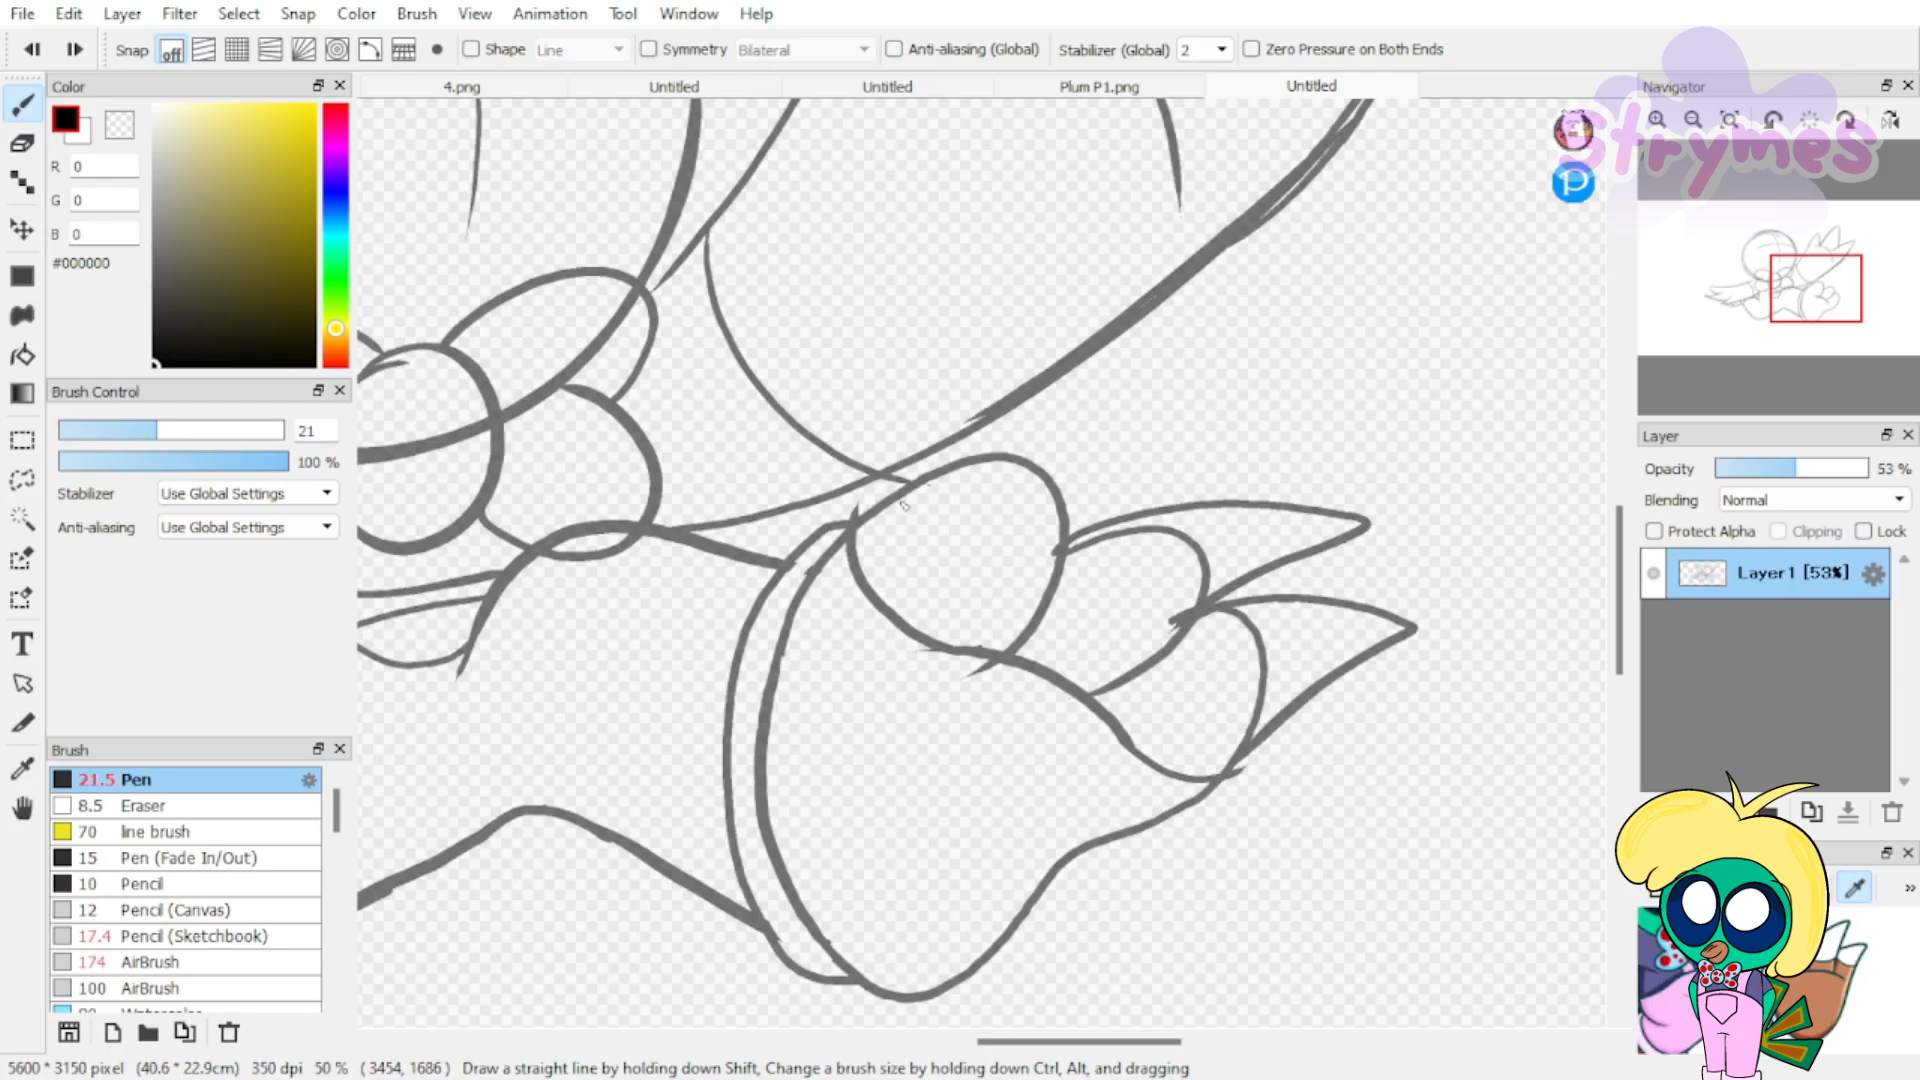 File Edit Layer Filter Select Snap Color Brush View Animation Tool Window Help
Snap off Shape Line Symmetry Bilateral Anti-aliasing (Global) Stabilizer (Global) 2 Zero Pressure on Both Ends
Color
4.png Untitled Untitled Plum P1.png Untitled
Navigator
Strymes
R 0
G 0
B 0
#000000
Brush Control
21
100 %
Stabilizer Use Global Settings
Anti-aliasing Use Global Settings
Layer
Opacity 53 %
Blending Normal
Protect Alpha Clipping Lock
Layer1 [53%]
Brush
21.5 Pen
8.5 Eraser
70 line brush
15 Pen (Fade In/Out)
10 Pencil
12 Pencil (Canvas)
17.4 Pencil (Sketchbook)
174 AirBrush
100 AirBrush
5600 * 3150 pixel (40.6 * 22.9cm) 350 dpi 50 % ( 3454, 1686 ) Draw a straight line by holding down Shift, Change a brush size by holding down Ctrl, Alt, and dragging